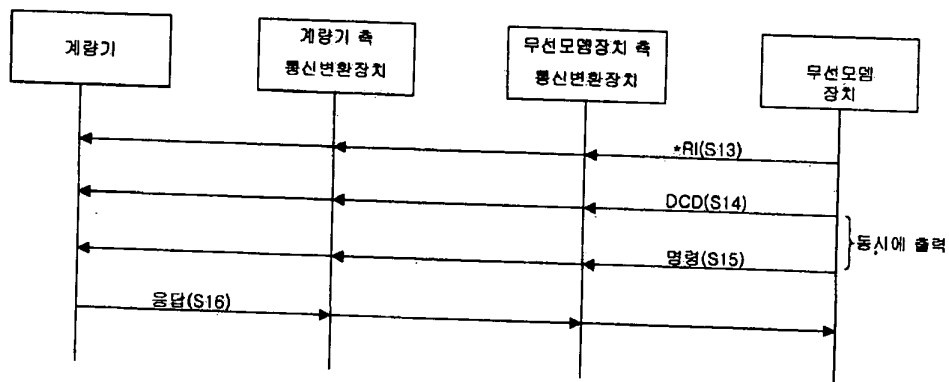 계량기
계량기 측
통신변환장치
무선모뎀장치 측
통신변환장치
무선모뎀
장치
*RI(S13)
DCD(S14)
동시에 출력
명령(S15)
응답(S16)